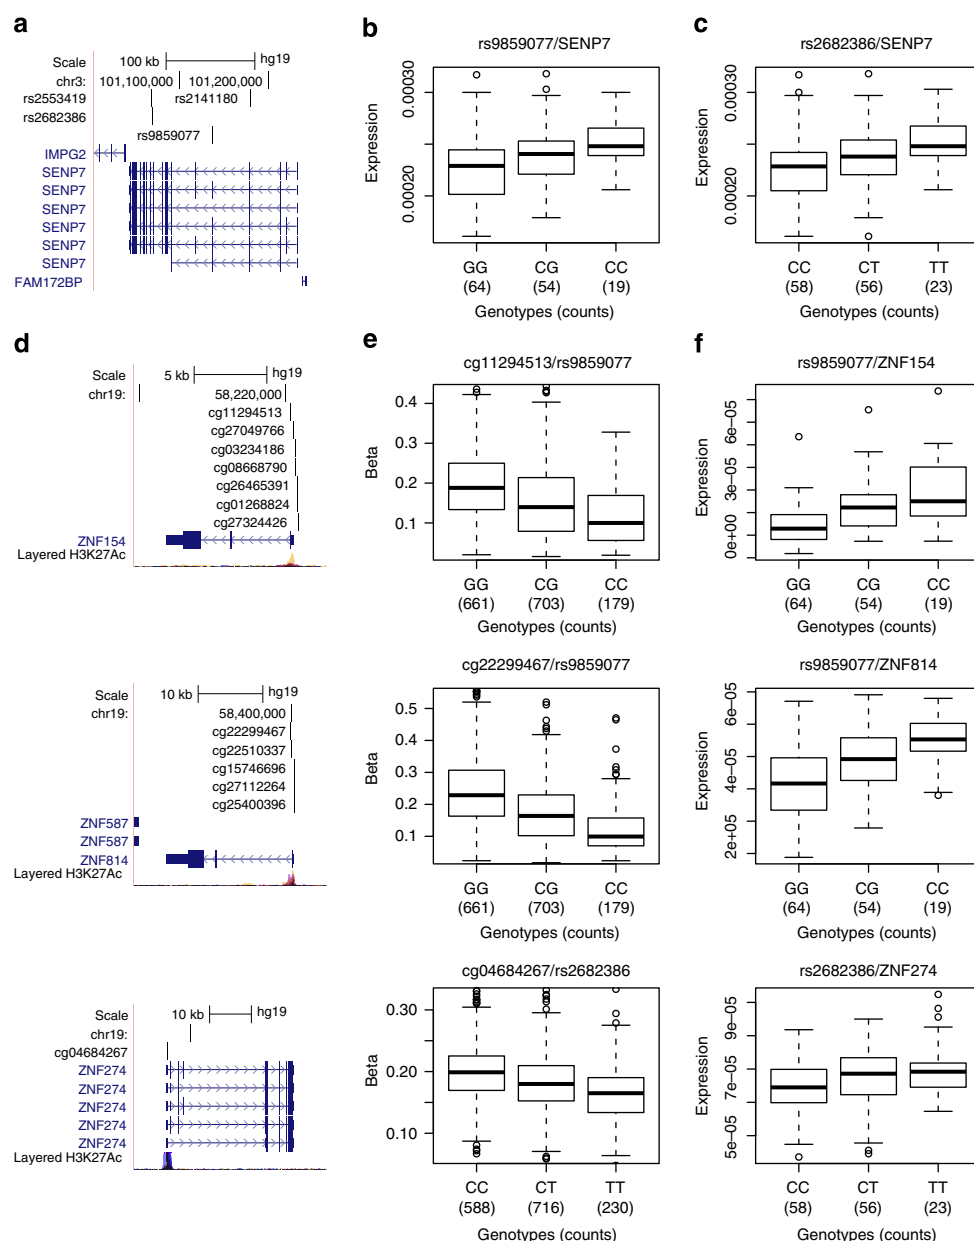 a
Scale 100 kb hg19
chr3: 101,100,000 101,200,000
rs2553419 rs2141180
rs2682386
rs9859077
IMPG2
SENP7
SENP7
SENP7
SENP7
SENP7
SENP7
FAM172BP
b
rs9859077/SENP7
Expression
0.00030
0.00020
GG CG CC
(64) (54) (19)
Genotypes (counts)
c
rs2682386/SENP7
Expression
0.00030
0.00020
CC CT TT
(58) (56) (23)
Genotypes (counts)
d
Scale 5 kb hg19
chr19: 58,220,000
cg11294513
cg27049766
cg03234186
cg08668790
cg26465391
cg01268824
cg27324426
ZNF154
Layered H3K27Ac
Scale 10 kb hg19
chr19: 58,400,000
cg22299467
cg22510337
cg15746696
cg27112264
cg25400396
ZNF587
ZNF587
ZNF814
Layered H3K27Ac
Scale 10 kb hg19
chr19:
cg04684267
ZNF274
ZNF274
ZNF274
ZNF274
ZNF274
Layered H3K27Ac
e
cg11294513/rs9859077
Beta
0.4
0.3
0.2
0.1
GG CG CC
(661) (703) (179)
Genotypes (counts)
cg22299467/rs9859077
Beta
0.5
0.4
0.3
0.2
0.1
GG CG CC
(661) (703) (179)
Genotypes (counts)
cg04684267/rs2682386
Beta
0.30
0.20
0.10
CC CT TT
(588) (716) (230)
Genotypes (counts)
f
rs9859077/ZNF154
Expression
6e−05
3e−05
0e+00
GG CG CC
(64) (54) (19)
Genotypes (counts)
rs9859077/ZNF814
Expression
6e−05
4e−05
2e+05
GG CG CC
(64) (54) (19)
Genotypes (counts)
rs2682386/ZNF274
Expression
9e−05
7e−05
5e−05
CC CT TT
(58) (56) (23)
Genotypes (counts)